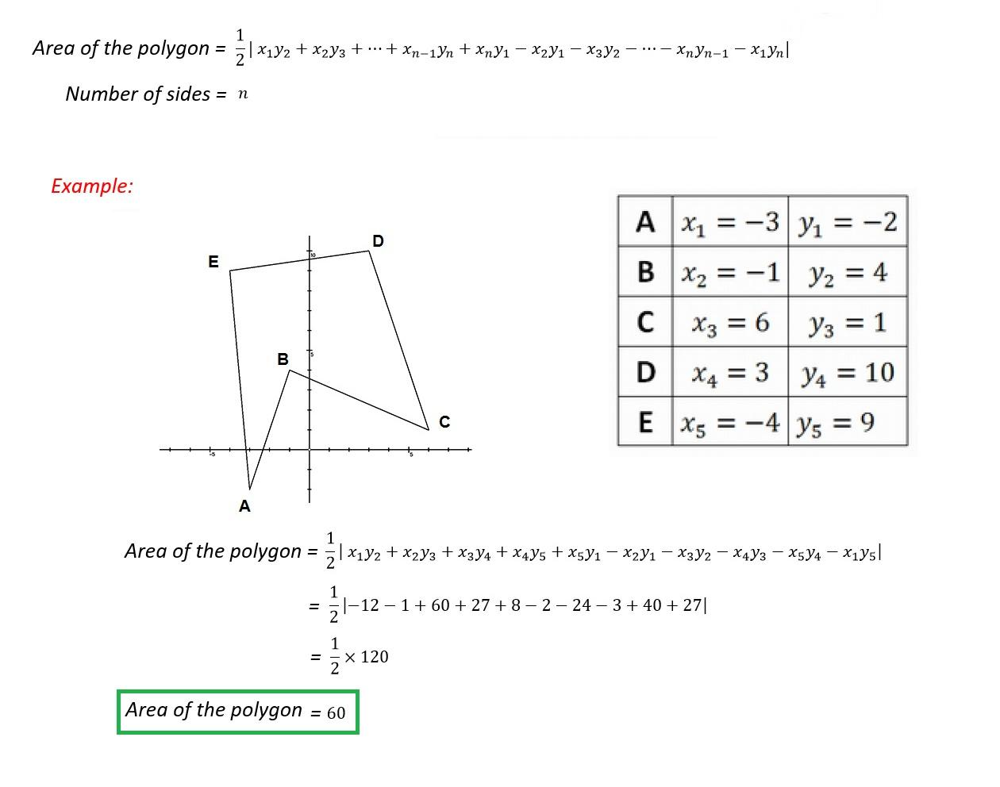 Area of the polygon = 1/2 | x₁y₂ + x₂y₃ + ⋯ + xₙ₋₁yₙ + xₙy₁ − x₂y₁ − x₃y₂ − ⋯ − xₙyₙ₋₁ − x₁yₙ|
Number of sides = n
Example:
E
D
10
B
5
C
-5
5
A
A x₁ = −3 y₁ = −2
B x₂ = −1 y₂ = 4
C x₃ = 6 y₃ = 1
D x₄ = 3 y₄ = 10
E x₅ = −4 y₅ = 9
Area of the polygon = 1/2 | x₁y₂ + x₂y₃ + x₃y₄ + x₄y₅ + x₅y₁ − x₂y₁ − x₃y₂ − x₄y₃ − x₅y₄ − x₁y₅|
= 1/2 |−12 − 1 + 60 + 27 + 8 − 2 − 24 − 3 + 40 + 27|
= 1/2 × 120
Area of the polygon = 60